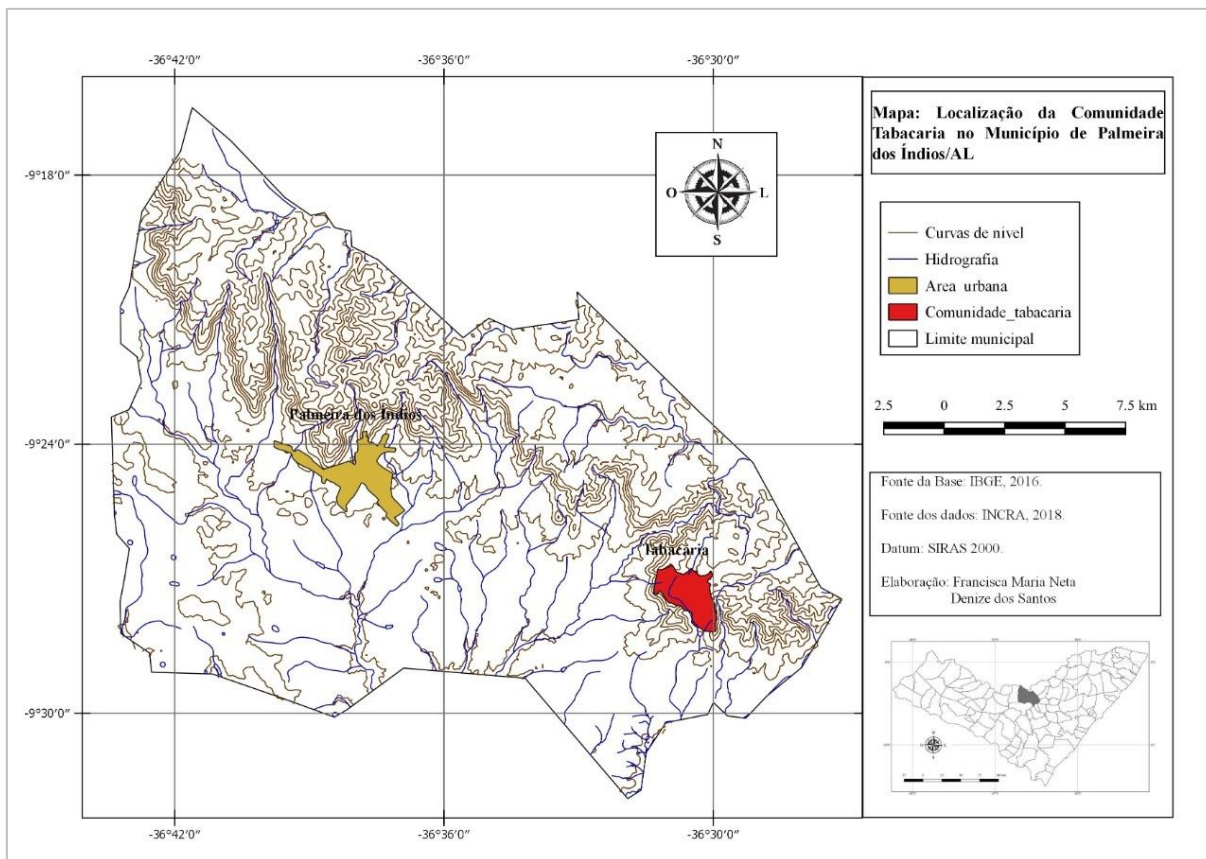 -36°42'0"
-36°36'0"
-36°30'0"
-9°18'0"
-9°24'0"
-9°30'0"
-36°42'0"
-36°36'0"
-36°30'0"
N
O
L
S
Palmeira dos Índios
Tabacaria
Mapa: Localização da Comunidade
Tabacaria no Município de Palmeira
dos Índios/AL
Curvas de nivel
Hidrografia
Area urbana
Comunidade_tabacaria
Limite municipal
2.5 0 2.5 5 7.5 km
Fonte da Base: IBGE, 2016.
Fonte dos dados: INCRA, 2018.
Datum: SIRAS 2000.
Elaboração: Francisca Maria Neta
Denize dos Santos